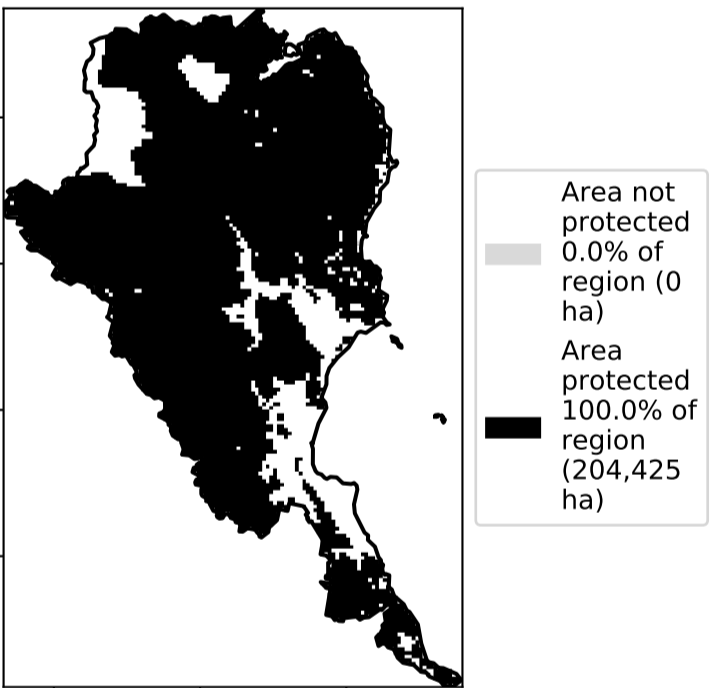 Area not
protected
0.0% of
region (0
ha)
Area
protected
100.0% of
region
(204,425
ha)